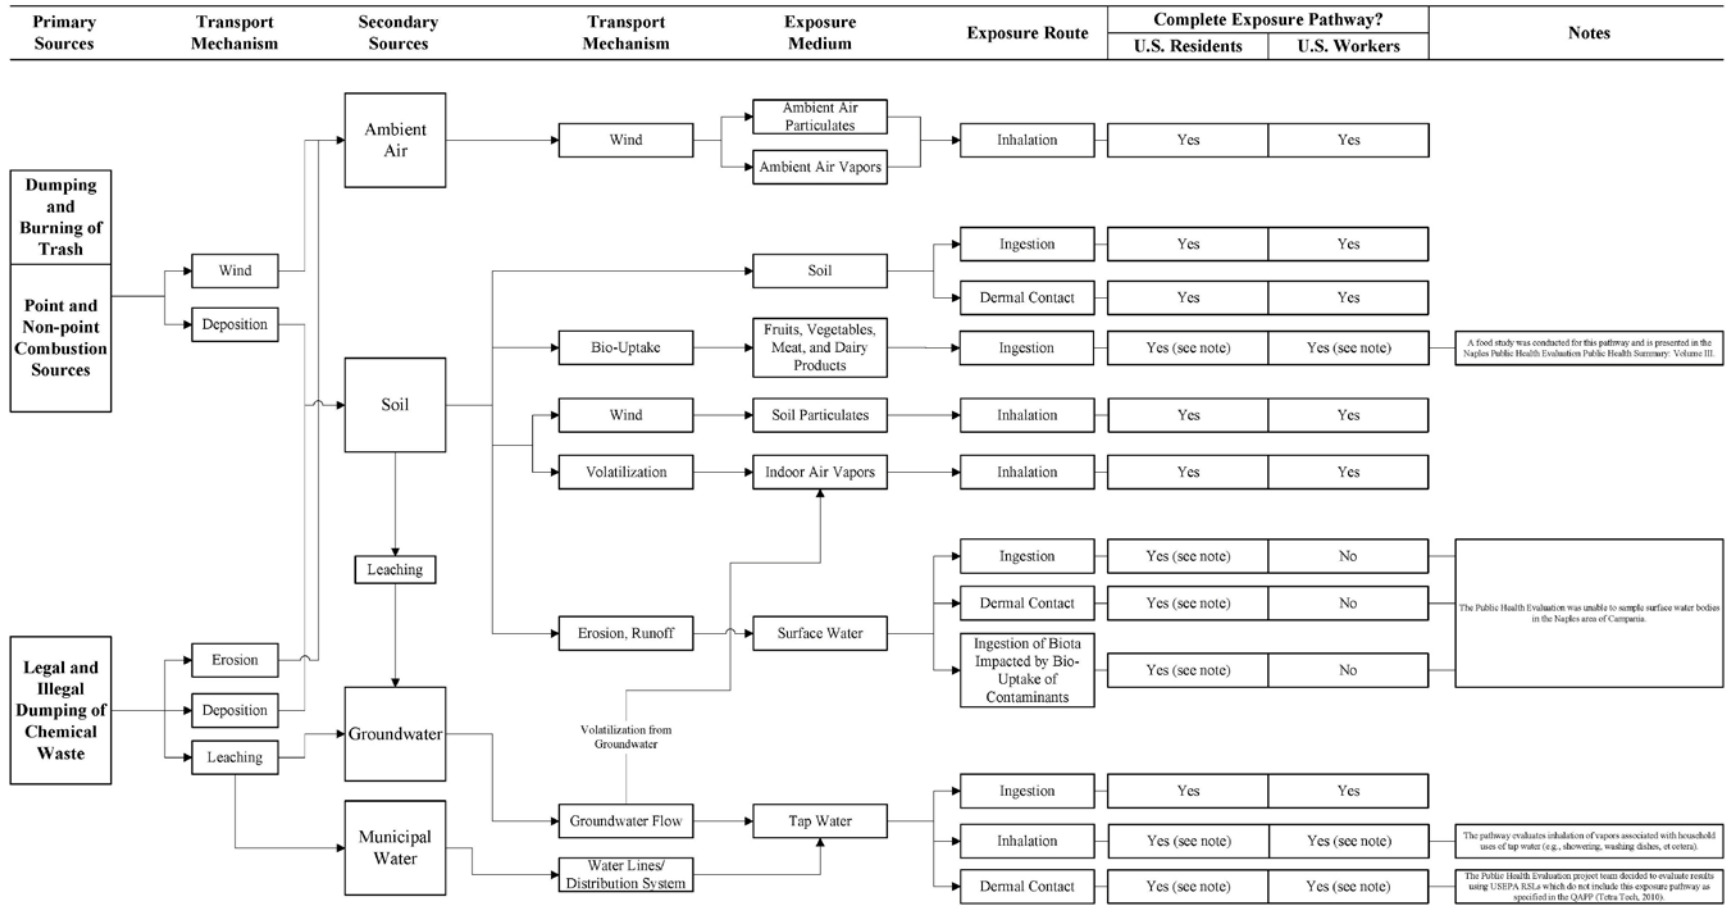 Primary
Sources
Transport
Mechanism
Secondary
Sources
Transport
Mechanism
Exposure
Medium
Exposure Route
Complete Exposure Pathway?
U.S. Residents
U.S. Workers
Notes
Dumping
and
Burning of
Trash
Point and
Non-point
Combustion
Sources
Legal and
Illegal
Dumping of
Chemical
Waste
Wind
Deposition
Erosion
Deposition
Leaching
Ambient
Air
Soil
Leaching
Groundwater
Municipal
Water
Wind
Bio-Uptake
Wind
Volatilization
Erosion, Runoff
Volatilization from
Groundwater
Groundwater Flow
Water Lines/
Distribution System
Ambient Air
Particulates
Ambient Air Vapors
Soil
Fruits, Vegetables,
Meat, and Dairy
Products
Soil Particulates
Indoor Air Vapors
Surface Water
Tap Water
Inhalation
Yes
Yes
Ingestion
Yes
Yes
Dermal Contact
Yes
Yes
Ingestion
Yes (see note)
Yes (see note)
A food study was conducted for this pathway and is presented in the
Naples Public Health Evaluation Public Health Summary: Volume III.
Inhalation
Yes
Yes
Inhalation
Yes
Yes
Ingestion
Yes (see note)
No
Dermal Contact
Yes (see note)
No
Ingestion of Biota
Impacted by Bio-
Uptake of
Contaminants
Yes (see note)
No
The Public Health Evaluation was unable to sample surface water bodies
in the Naples area of Campania.
Ingestion
Yes
Yes
Inhalation
Yes (see note)
Yes (see note)
The pathway evaluates inhalation of vapors associated with household
uses of tap water (e.g., showering, washing dishes, et cetera).
Dermal Contact
Yes (see note)
Yes (see note)
The Public Health Evaluation project team decided to evaluate results
using USEPA RSLs which do not include this exposure pathway as
specified in the QAPP (Tetra Tech, 2010).